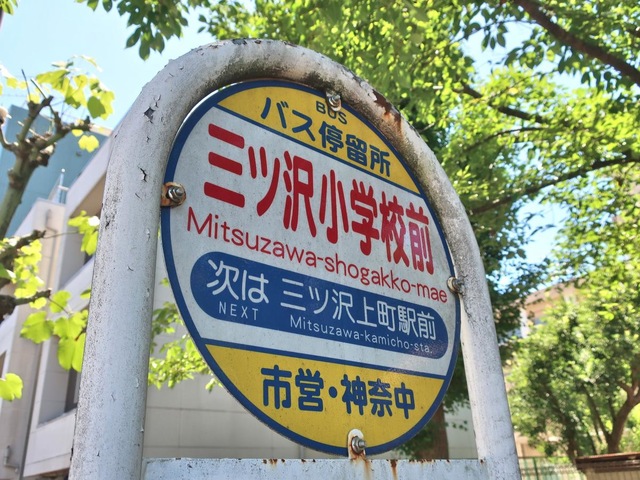 BUS
バス停留所
三ツ沢小学校前
Mitsuzawa-shogakko-mae
次は 三ツ沢上町駅前
NEXT Mitsuzawa-kamicho-sta.
市営・神奈中